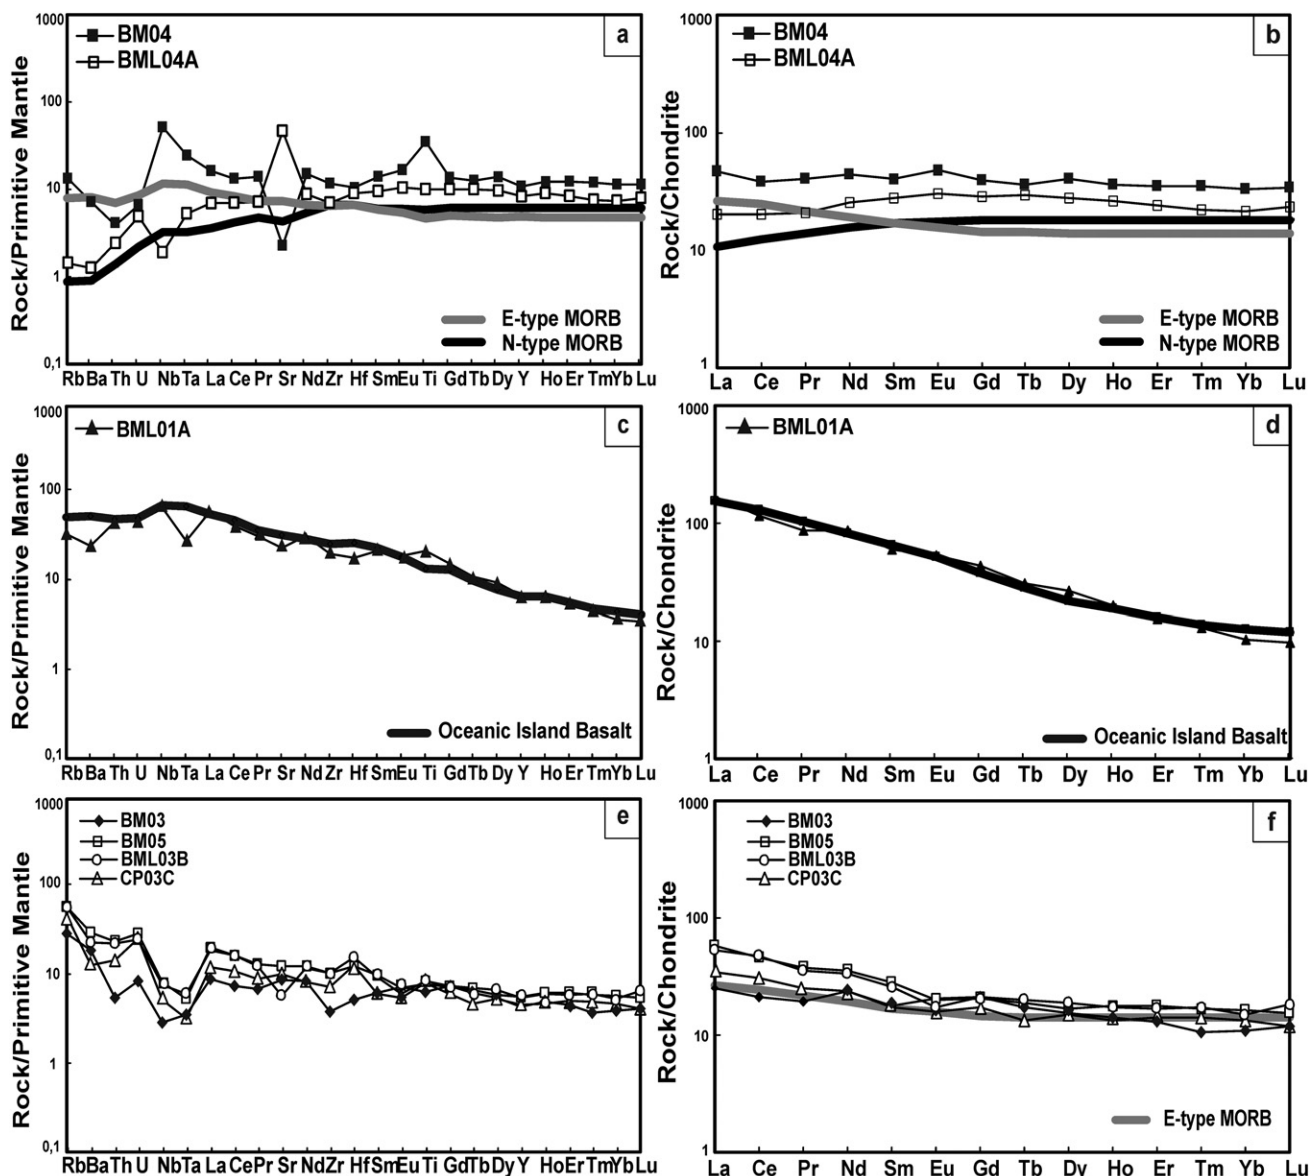 1000
100
10
1
0,1
Rock/Primitive Mantle
BM04
BML04A
a
E-type MORB
N-type MORB
Rb Ba Th U Nb Ta La Ce Pr Sr Nd Zr Hf Sm Eu Ti Gd Tb Dy Y Ho Er Tm Yb Lu
1000
100
10
1
Rock/Chondrite
BM04
BML04A
b
E-type MORB
N-type MORB
La Ce Pr Nd Sm Eu Gd Tb Dy Ho Er Tm Yb Lu
1000
100
10
1
0,1
Rock/Primitive Mantle
BML01A
c
Oceanic Island Basalt
Rb Ba Th U Nb Ta La Ce Pr Sr Nd Zr Hf Sm Eu Ti Gd Tb Dy Y Ho Er Tm Yb Lu
1000
100
10
1
Rock/Chondrite
BML01A
d
Oceanic Island Basalt
La Ce Pr Nd Sm Eu Gd Tb Dy Ho Er Tm Yb Lu
1000
100
10
1
0,1
Rock/Primitive Mantle
BM03
BM05
BML03B
CP03C
e
Rb Ba Th U Nb Ta La Ce Pr Sr Nd Zr Hf Sm Eu Ti Gd Tb Dy Y Ho Er Tm Yb Lu
1000
100
10
1
Rock/Chondrite
BM03
BM05
BML03B
CP03C
f
E-type MORB
La Ce Pr Nd Sm Eu Gd Tb Dy Ho Er Tm Yb Lu